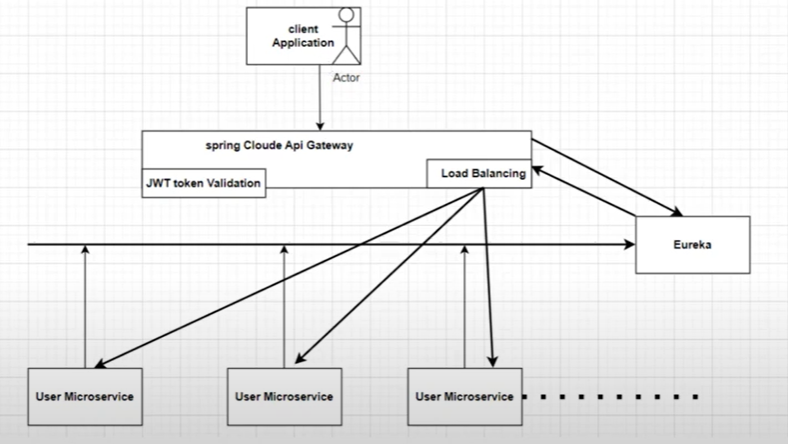 client
Application
Actor
spring Cloude Api Gateway
JWT token Validation
Load Balancing
Eureka
User Microservice
User Microservice
User Microservice